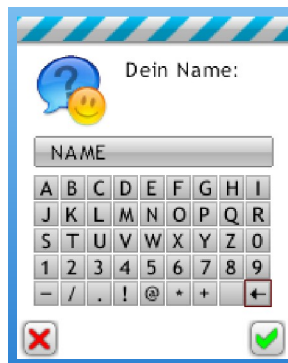 Dein Name:
NAME
A B C D E F G H I
J K L M N O P Q R
S T U V W X Y Z 0
1 2 3 4 5 6 7 8 9
– / . ! @ * + ←